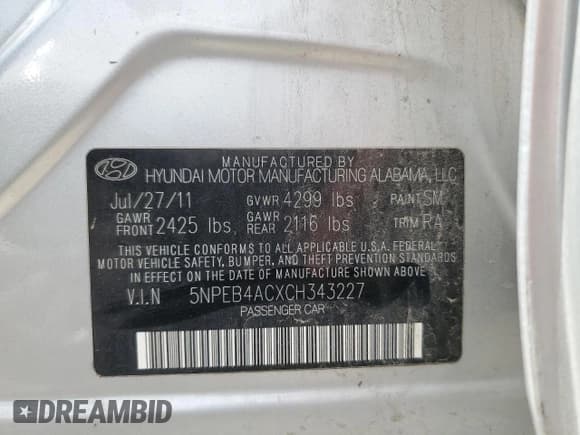 MANUFACTURED BY
HYUNDAI MOTOR MANUFACTURING ALABAMA, LLC
Jul/27/11 GVWR 4299 lbs PAINT SM
GAWR FRONT 2425 lbs GAWR REAR 2116 lbs TRIM RA
THIS VEHICLE CONFORMS TO ALL APPLICABLE U.S.A. FEDERAL
MOTOR VEHICLE SAFETY, BUMPER, AND THEFT PREVENTION STANDARDS
IN EFFECT ON THE DATE OF MANUFACTURE SHOWN ABOVE.
V.I.N 5NPEB4ACXCH343227
PASSENGER CAR
DREAMBID